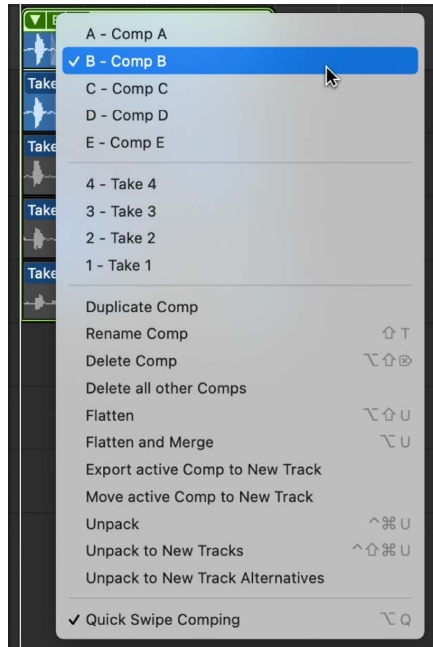 A - Comp A
✓ B - Comp B
C - Comp C
D - Comp D
E - Comp E
Take
Take
Take
Take
4 - Take 4
3 - Take 3
2 - Take 2
1 - Take 1
Duplicate Comp
Rename Comp ⇧ T
Delete Comp ⌥⇧⌦
Delete all other Comps
Flatten ⌥⇧ U
Flatten and Merge ⌥ U
Export active Comp to New Track
Move active Comp to New Track
Unpack ^⌘ U
Unpack to New Tracks ^⇧⌘ U
Unpack to New Track Alternatives
✓ Quick Swipe Comping ⌥ Q